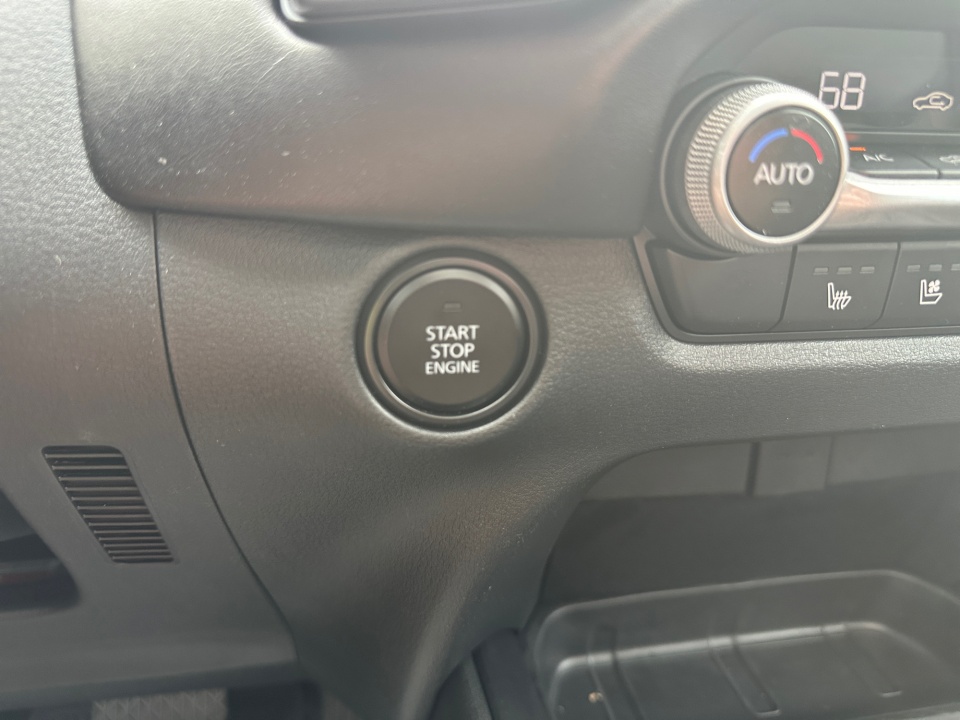 68
AUTO
A/C
START
STOP
ENGINE